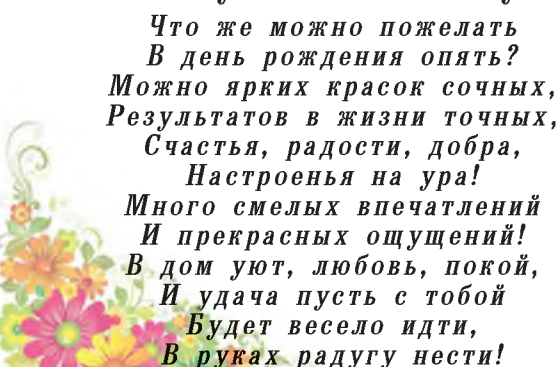 Что же можно пожелать
В день рождения опять?
Можно ярких красок сочных,
Результатов в жизни точных,
Счастья, радости, добра,
Настроенья на ура!
Много смелых впечатлений
И прекрасных ощущений!
В дом уют, любовь, покой,
И удача пусть с тобой
Будет весело идти,
В руках радугу нести!